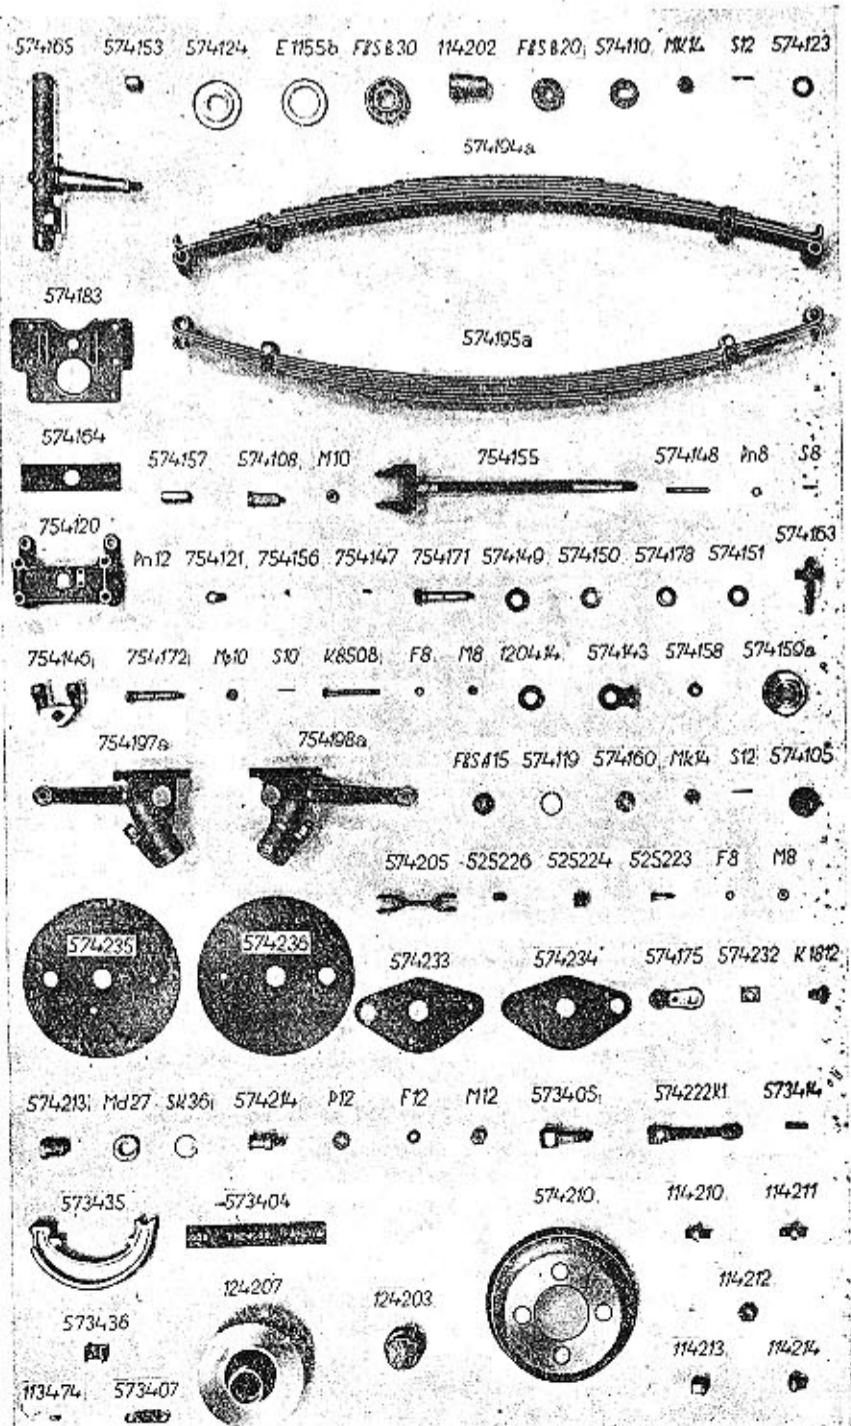 574165 574153 574124 E1155b F&S B30 114202 F&S B20 574110 Mk14 S12 574123
574194a
574183
574195a
574164
574157 574108 M10 754155 574148 Pn8 S8
754120
574163
Pn12 754121 754156 754147 754171 574149 574150 574178 574151
754146 754172 Mp10 S10 K8508 F8 M8 120414 574143 574158 574159a
754197a 754198a
F&S A15 574119 574160 Mk14 S12 574105
574205 525226 525224 525223 F8 M8
574235 574236
574233 574234 574175 574232 K1812
574213 Md27 Sk36 574214 P12 F12 M12 573405 574222k1 573414
573435 573404 574210 114210 114211
124207 124203 114212
573436 114213 114214
113474 573407